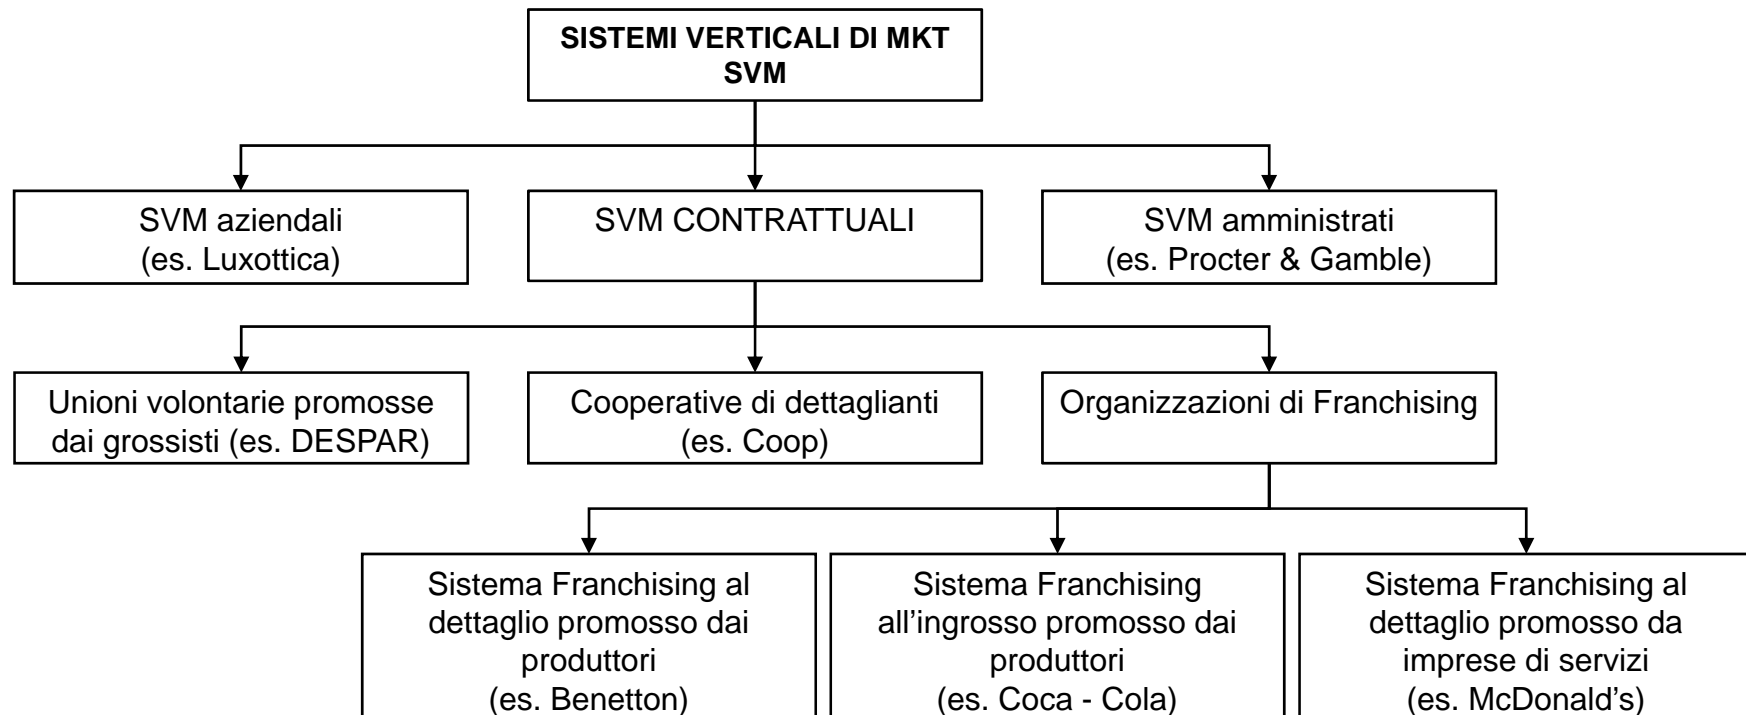 SISTEMI VERTICALI DI MKT
SVM
SVM aziendali
(es. Luxottica)
SVM CONTRATTUALI
SVM amministrati
(es. Procter & Gamble)
Unioni volontarie promosse
dai grossisti (es. DESPAR)
Cooperative di dettaglianti
(es. Coop)
Organizzazioni di Franchising
Sistema Franchising al
dettaglio promosso dai
produttori
(es. Benetton)
Sistema Franchising
all’ingrosso promosso dai
produttori
(es. Coca - Cola)
Sistema Franchising al
dettaglio promosso da
imprese di servizi
(es. McDonald’s)